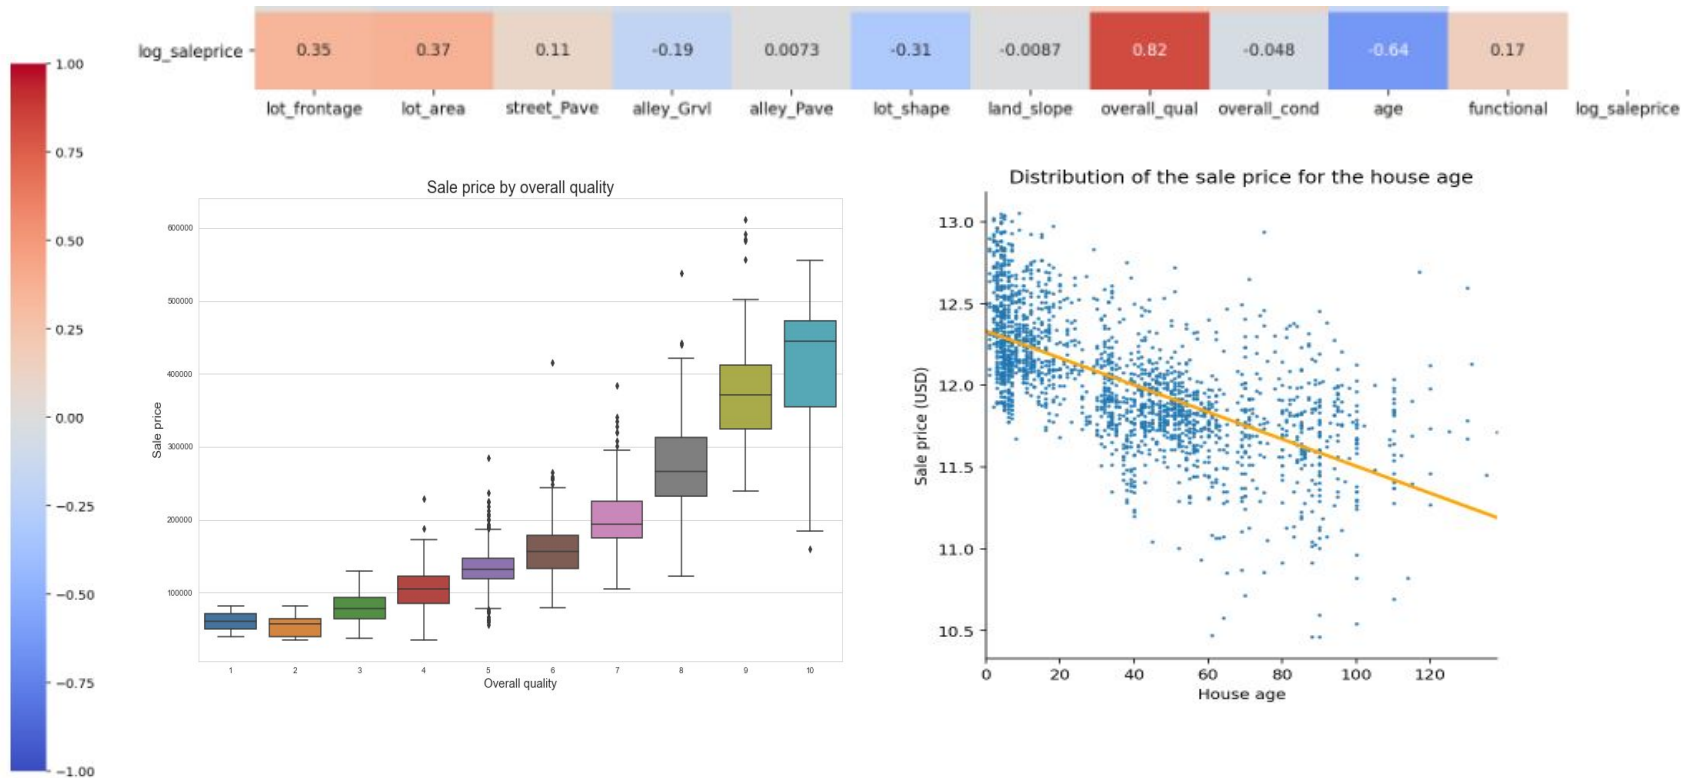 log_saleprice
0.35 0.37 0.11 -0.19 0.0073 -0.31 -0.0087 0.82 -0.048 -0.64 0.17
lot_frontage lot_area street_Pave alley_Grvl alley_Pave lot_shape land_slope overall_qual overall_cond age functional log_saleprice
1.00
0.75
0.50
0.25
0.00
−0.25
−0.50
−0.75
−1.00
Sale price by overall quality
600000
500000
400000
300000
200000
100000
Sale price
1 2 3 4 5 6 7 8 9 10
Overall quality
Distribution of the sale price for the house age
13.0
12.5
12.0
11.5
11.0
10.5
Sale price (USD)
0 20 40 60 80 100 120
House age